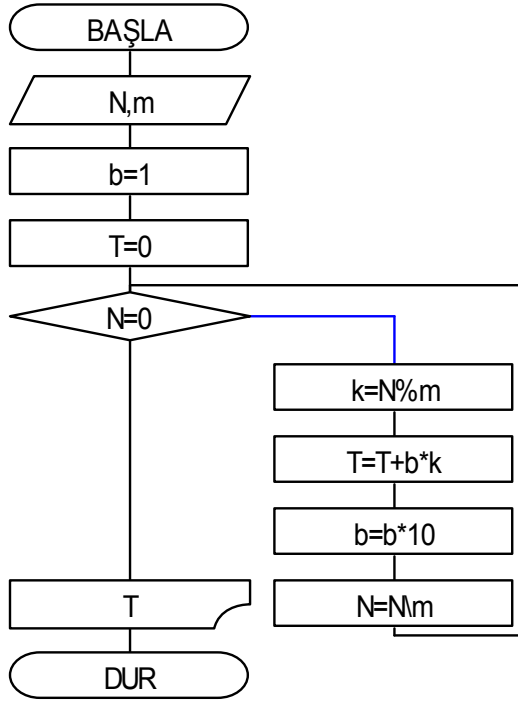 BAŞLA
N,m
b=1
T=0
N=0
k=N%m
T=T+b*k
b=b*10
N=N\m
T
DUR